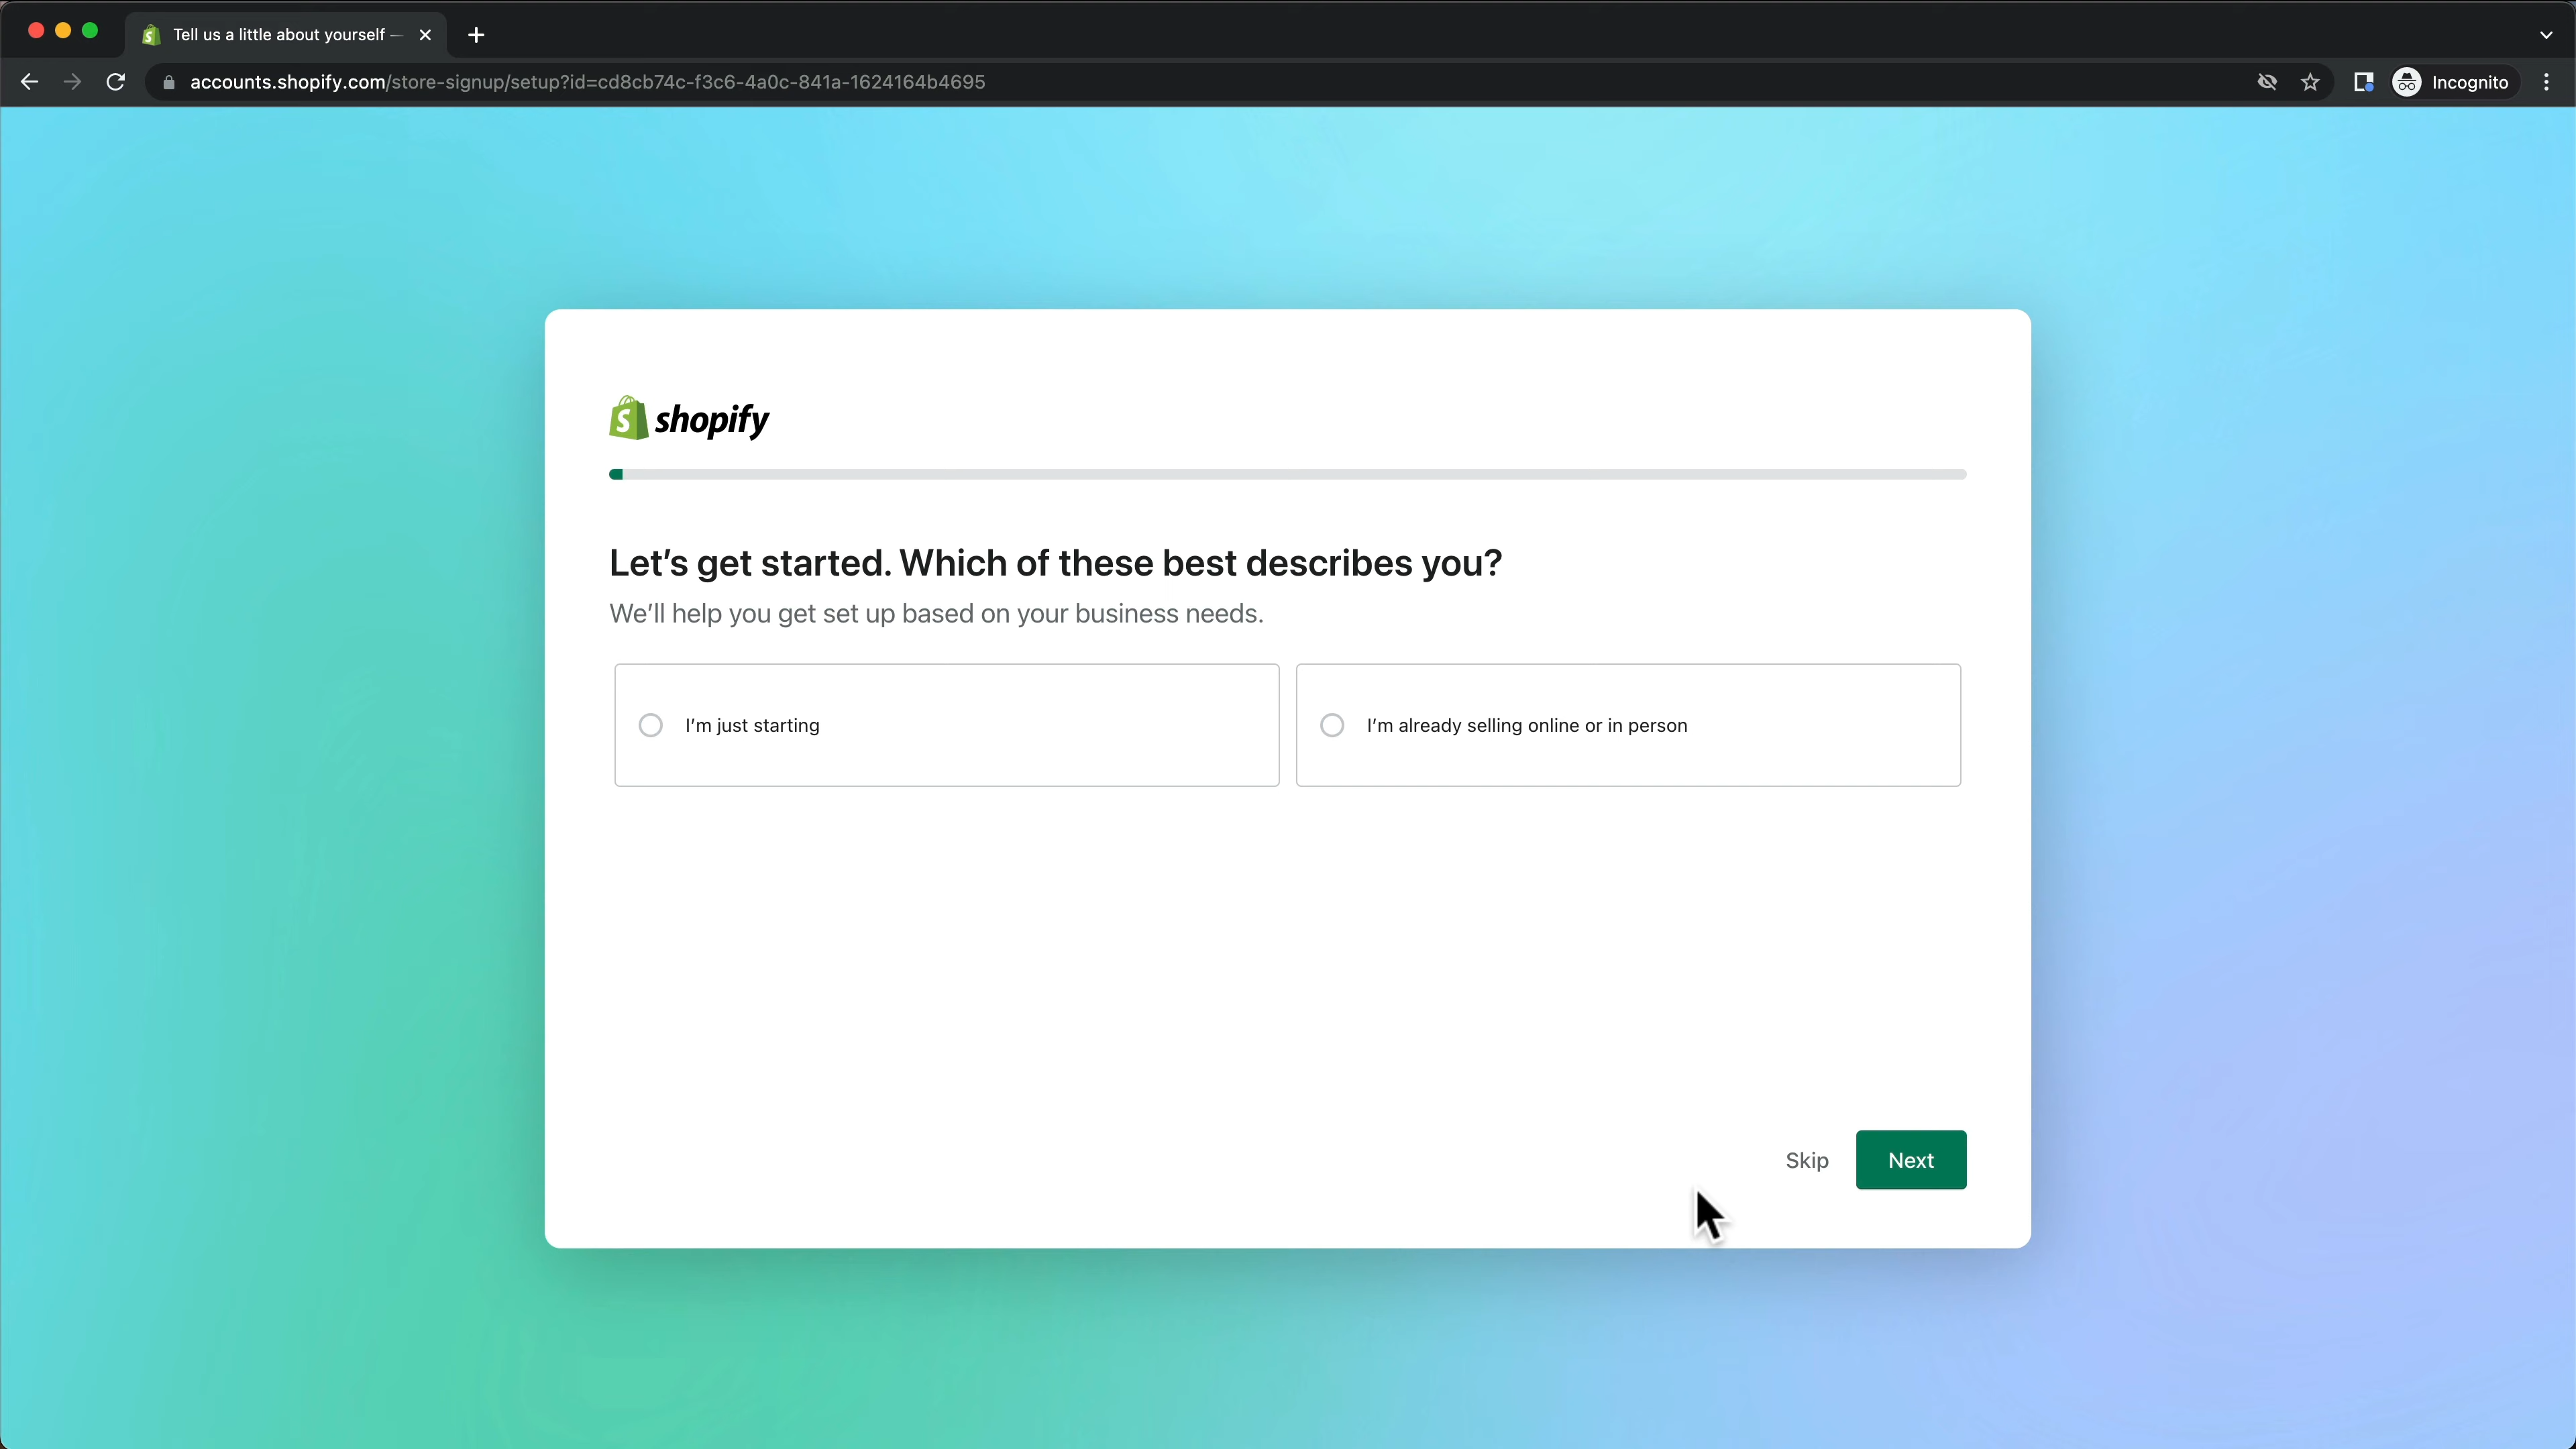 Tell us a little about yourself —
accounts.shopify.com/store-signup/setup?id=cd8cb74c-f3c6-4a0c-841a-1624164b4695
Incognito
shopify
Let's get started. Which of these best describes you?
We'll help you get set up based on your business needs.
I'm just starting
I'm already selling online or in person
Skip
Next